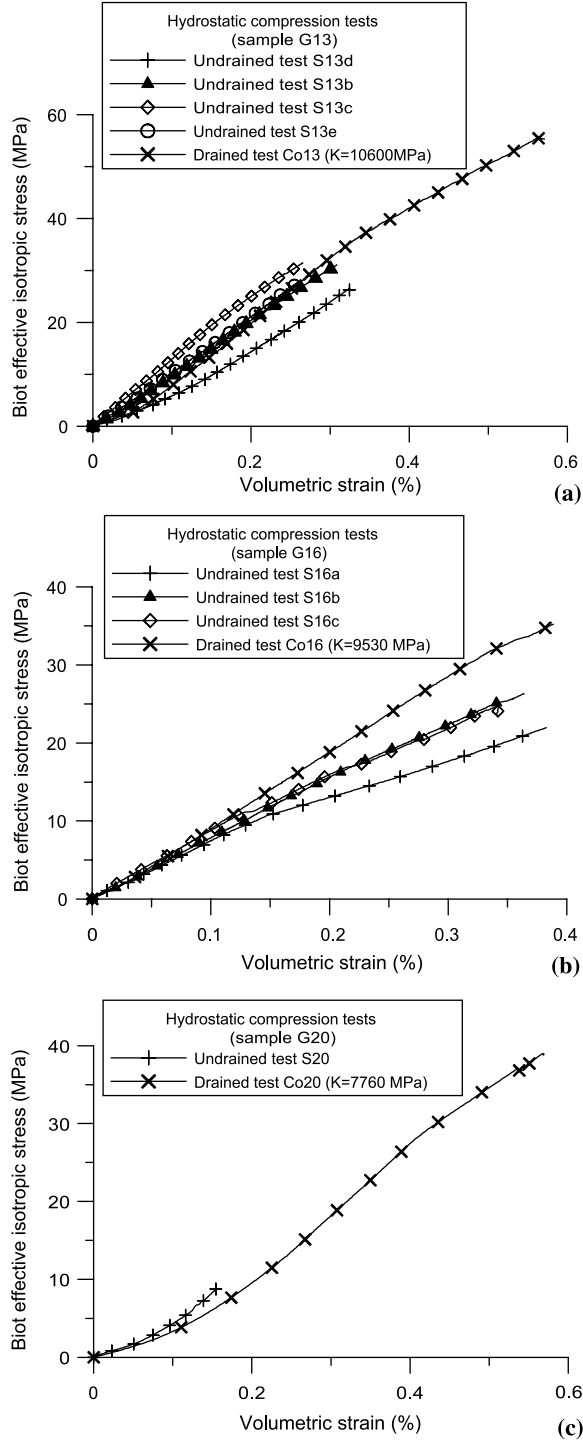 Hydrostatic compression tests
(sample G13)
Undrained test S13d
Undrained test S13b
Undrained test S13c
Undrained test S13e
Drained test Co13 (K=10600MPa)
Biot effective isotropic stress (MPa)
60
40
20
0
0
0.2
0.4
0.6
Volumetric strain (%)
(a)
Hydrostatic compression tests
(sample G16)
Undrained test S16a
Undrained test S16b
Undrained test S16c
Drained test Co16 (K=9530 MPa)
Biot effective isotropic stress (MPa)
40
30
20
10
0
0
0.1
0.2
0.3
0.4
Volumetric strain (%)
(b)
Hydrostatic compression tests
(sample G20)
Undrained test S20
Drained test Co20 (K=7760 MPa)
Biot effective isotropic stress (MPa)
40
30
20
10
0
0
0.2
0.4
0.6
Volumetric strain (%)
(c)